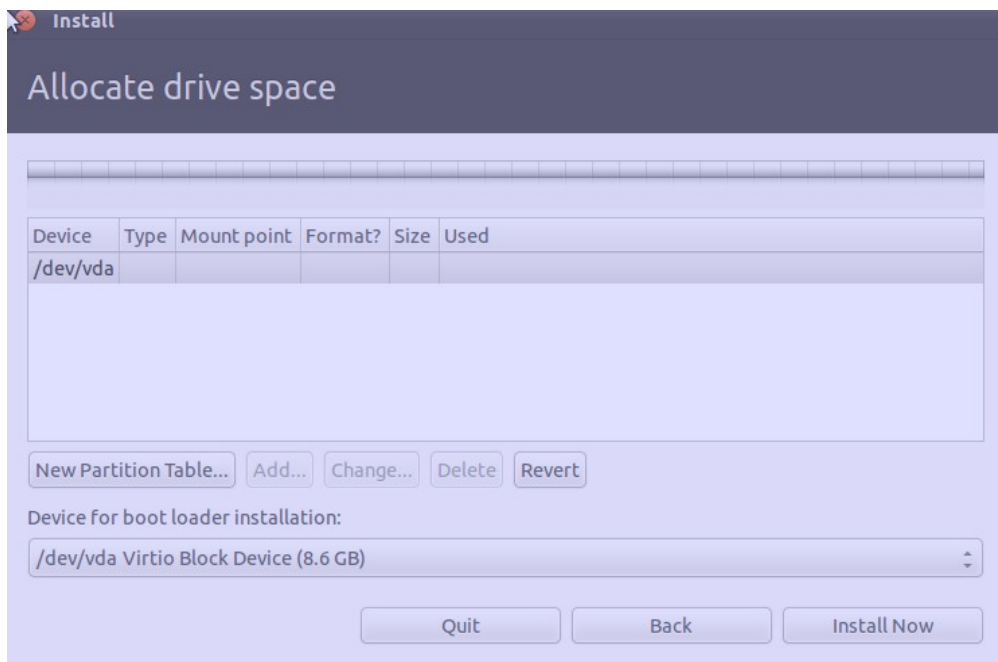 Install
Allocate drive space
Device Type Mount point Format? Size Used
/dev/vda
New Partition Table... Add... Change... Delete Revert
Device for boot loader installation:
/dev/vda Virtio Block Device (8.6 GB)
Quit Back Install Now